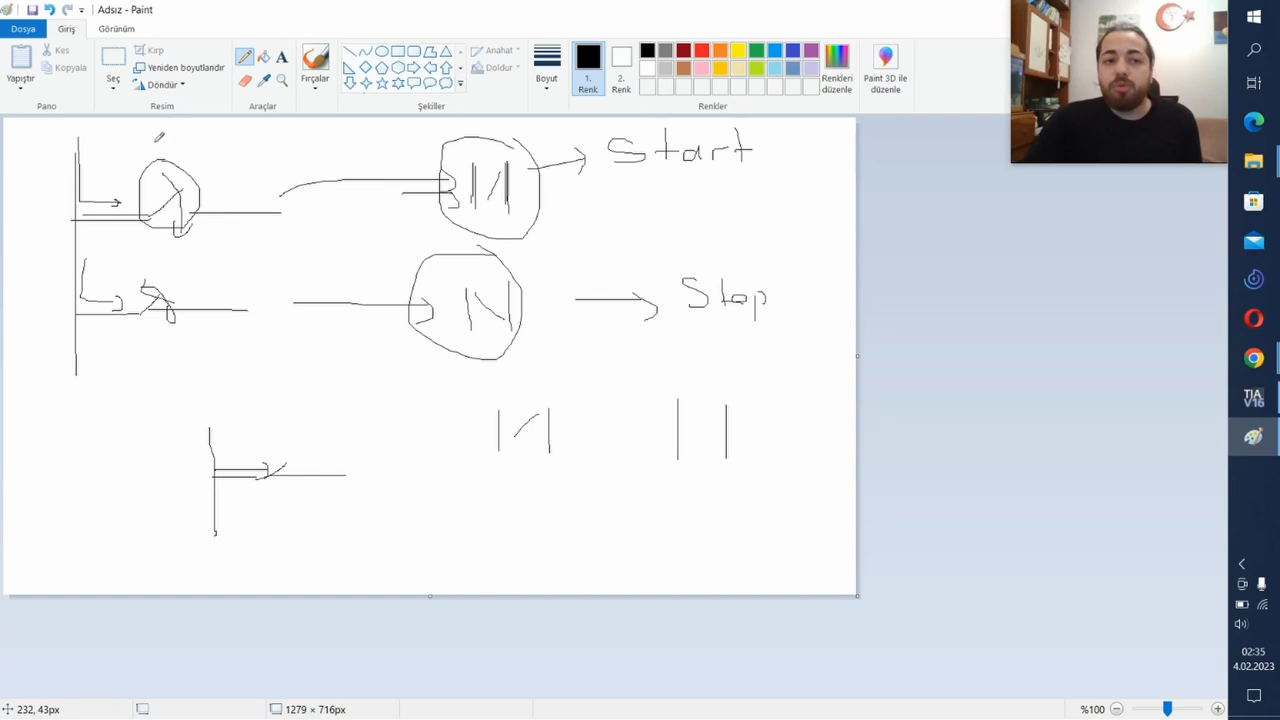 Adsız - Paint
Dosya Giriş Görünüm
Yapıştır
Kes
Kopyala
Pano
Seç
Kırp
Yeniden boyutlandır
Döndür
Resim
Araçlar
Fırçalar
Anahat
Doldur
Şekiller
Boyut
1.
Renk
2.
Renk
Renkleri
düzenle
Paint 3D ile
düzenle
Renkler
Start
Stop
TIA
V16
232, 43px
1279 × 716px
%100
02:35
4.02.2023